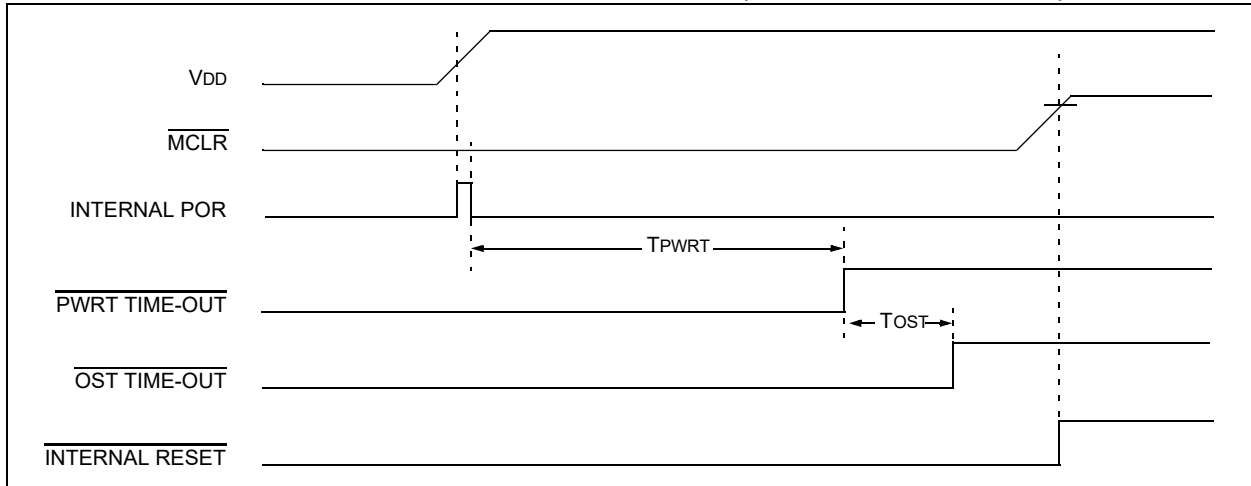 VDD
MCLR
INTERNAL POR
TPWRT
PWRT TIME-OUT
TOST
OST TIME-OUT
INTERNAL RESET